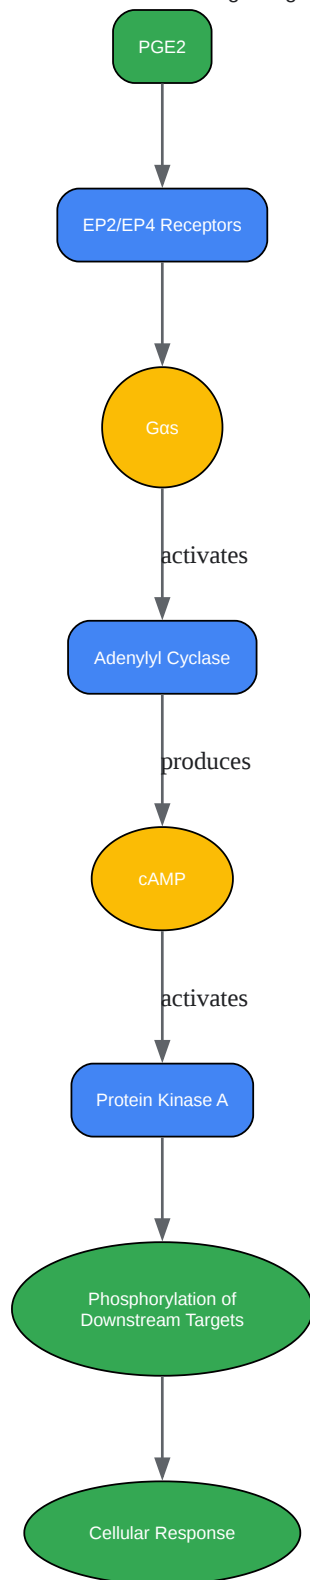 PGE2
EP2/EP4 Receptors
Gαs
activates
Adenylyl Cyclase
produces
cAMP
activates
Protein Kinase A
Phosphorylation of
Downstream Targets
Cellular Response